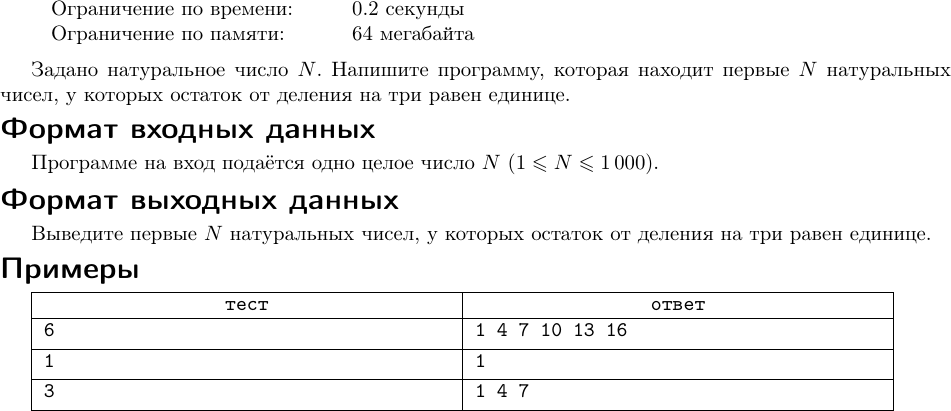 Ограничение по времени: 0.2 секунды
Ограничение по памяти: 64 мегабайта
Задано натуральное число N. Напишите программу, которая находит первые N натуральных
чисел, у которых остаток от деления на три равен единице.
Формат входных данных
Программе на вход подаётся одно целое число N (1 ⩽ N ⩽ 1 000).
Формат выходных данных
Выведите первые N натуральных чисел, у которых остаток от деления на три равен единице.
Примеры
тест ответ
6 1 4 7 10 13 16
1 1
3 1 4 7